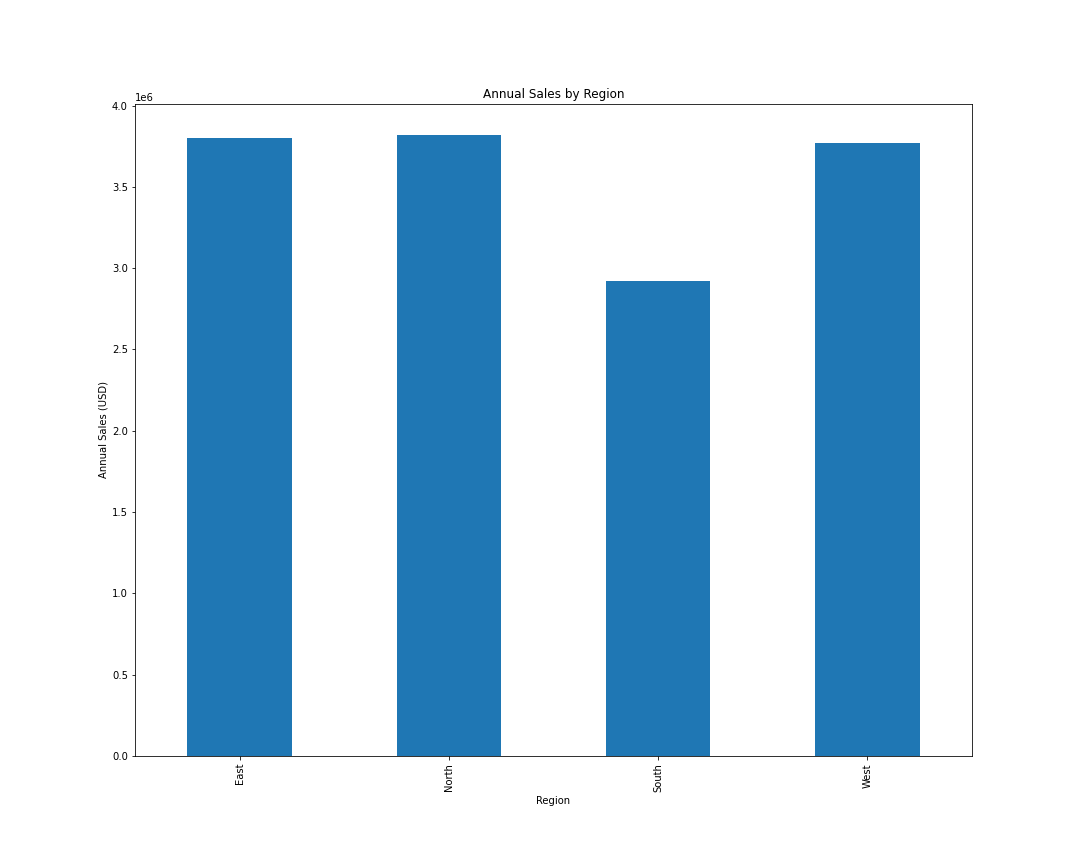 Annual Sales by Region
1e6
4.0
3.5
3.0
2.5
2.0
1.5
1.0
0.5
0.0
Annual Sales (USD)
East
North
South
West
Region